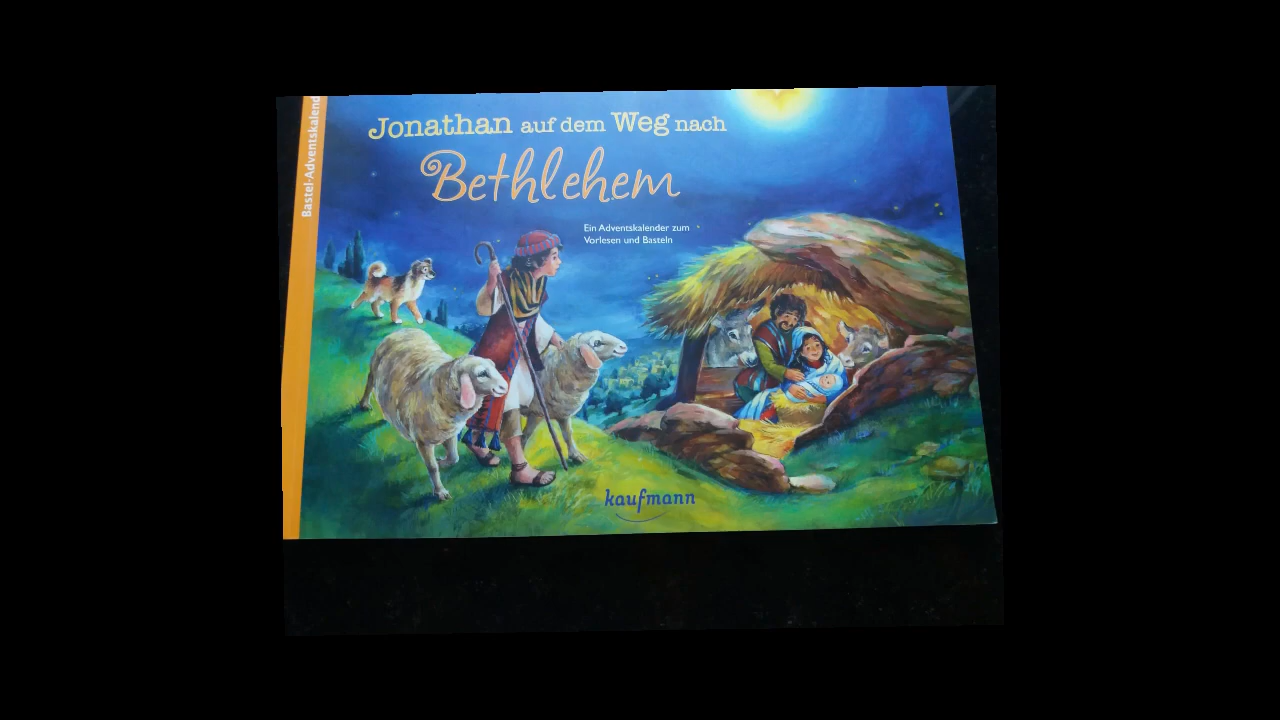 Jonathan auf dem Weg nach
Bethlehem
Ein Adventskalender zum
Vorlesen und Basteln
kaufmann